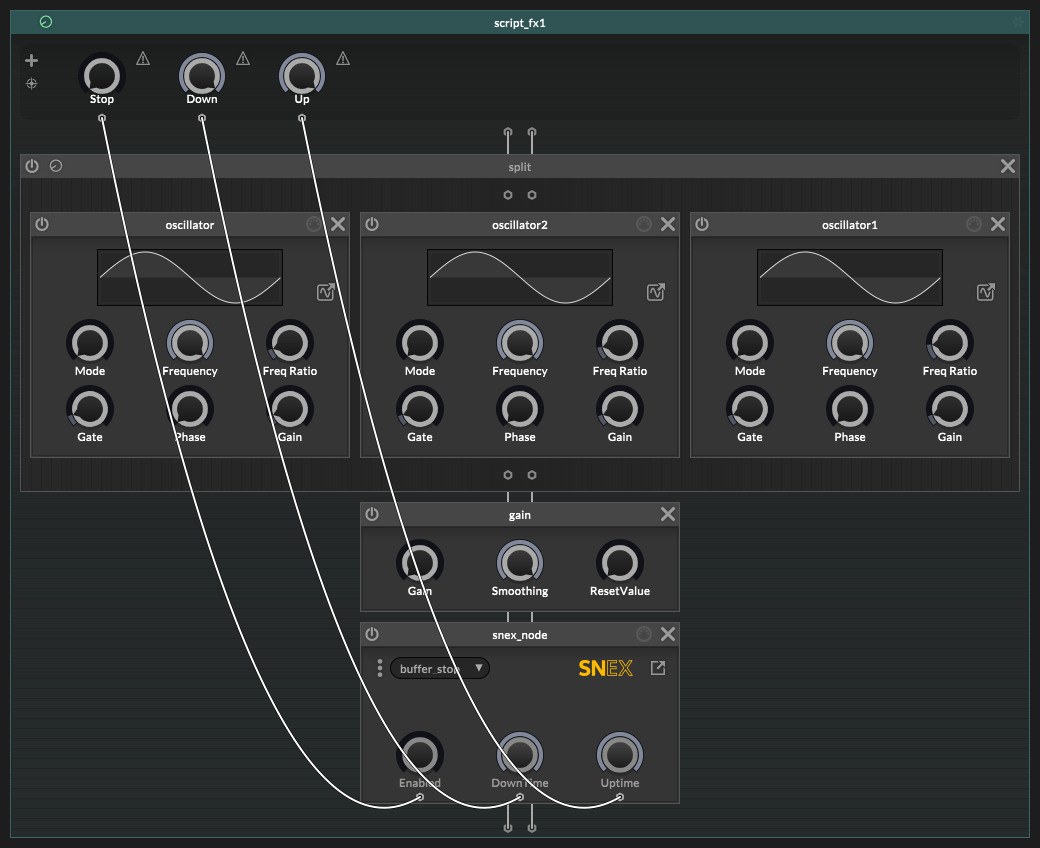 script_fx1
Stop
Down
Up
split
oscillator
oscillator2
oscillator1
Mode
Frequency
Freq Ratio
Mode
Frequency
Freq Ratio
Mode
Frequency
Freq Ratio
Gate
Phase
Gain
Gate
Phase
Gain
Gate
Phase
Gain
gain
Gain
Smoothing
ResetValue
snex_node
buffer_stop
SNEX
Enabled
DownTime
Uptime